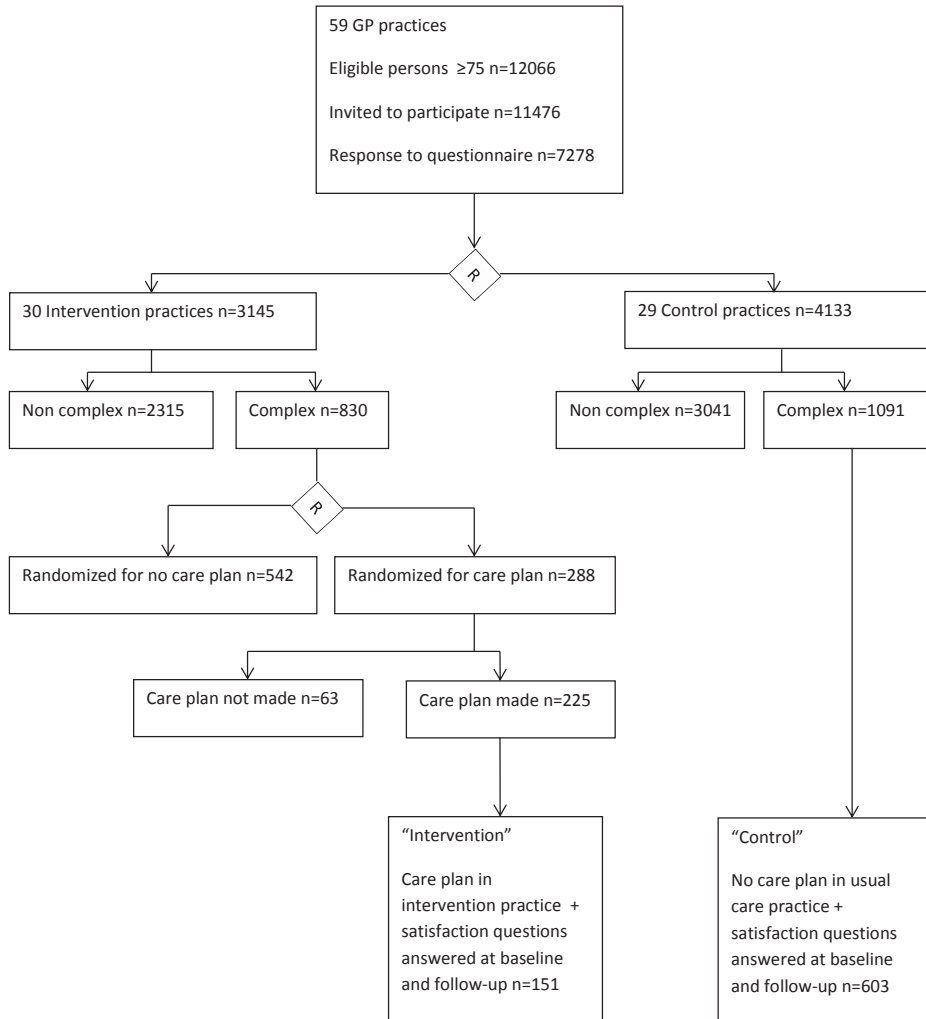 59 GP practices
Eligible persons ≥75 n=12066
Invited to participate n=11476
Response to questionnaire n=7278
R
30 Intervention practices n=3145
29 Control practices n=4133
Non complex n=2315
Complex n=830
Non complex n=3041
Complex n=1091
R
Randomized for no care plan n=542
Randomized for care plan n=288
Care plan not made n=63
Care plan made n=225
“Intervention”
Care plan in
intervention practice +
satisfaction questions
answered at baseline
and follow-up n=151
“Control”
No care plan in usual
care practice +
satisfaction questions
answered at baseline
and follow-up n=603